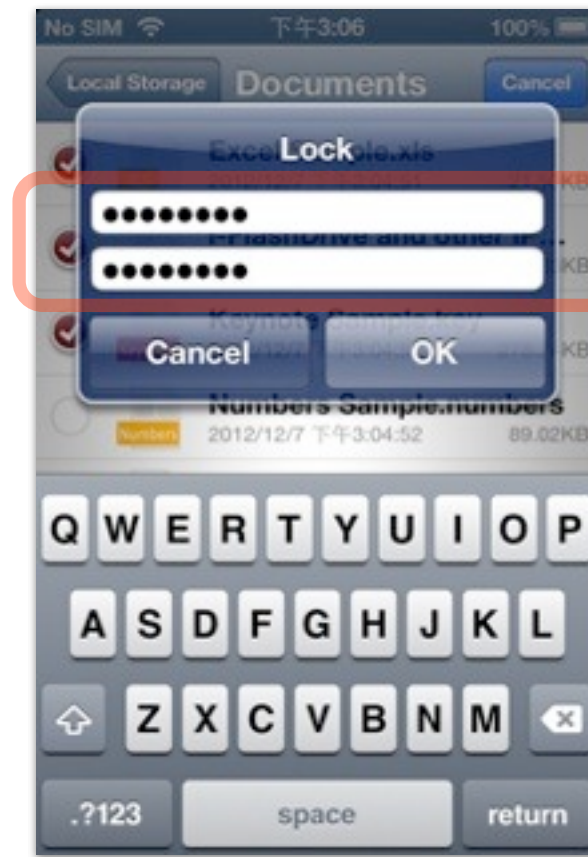 No SIM 下午3:06 100%
Local Storage Documents Cancel
Lock
••••••••
••••••••
Cancel OK
Numbers Sample.numbers
Numbers 2012/12/7 下午3:04:52 89.02KB
Q W E R T Y U I O P
A S D F G H J K L
Z X C V B N M
.?123 space return